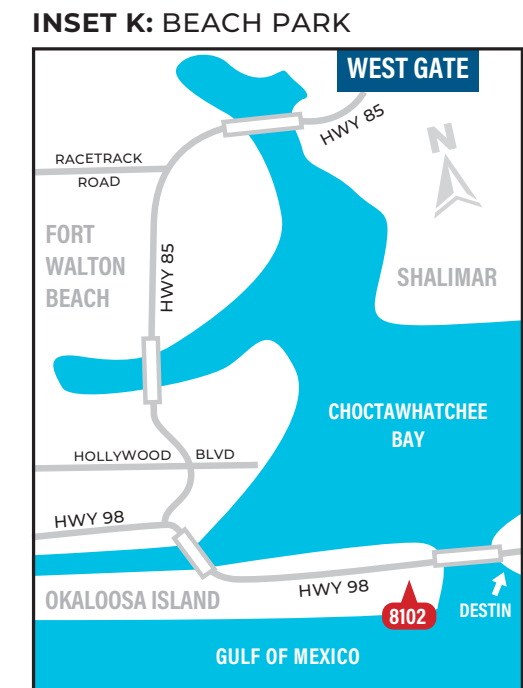 INSET K: BEACH PARK
WEST GATE
HWY 85
N
RACETRACK
ROAD
FORT
WALTON
BEACH
HWY 85
SHALIMAR
CHOCTAWHATCHEE
BAY
HOLLYWOOD BLVD
HWY 98
HWY 98
OKALOOSA ISLAND
8102
DESTIN
GULF OF MEXICO